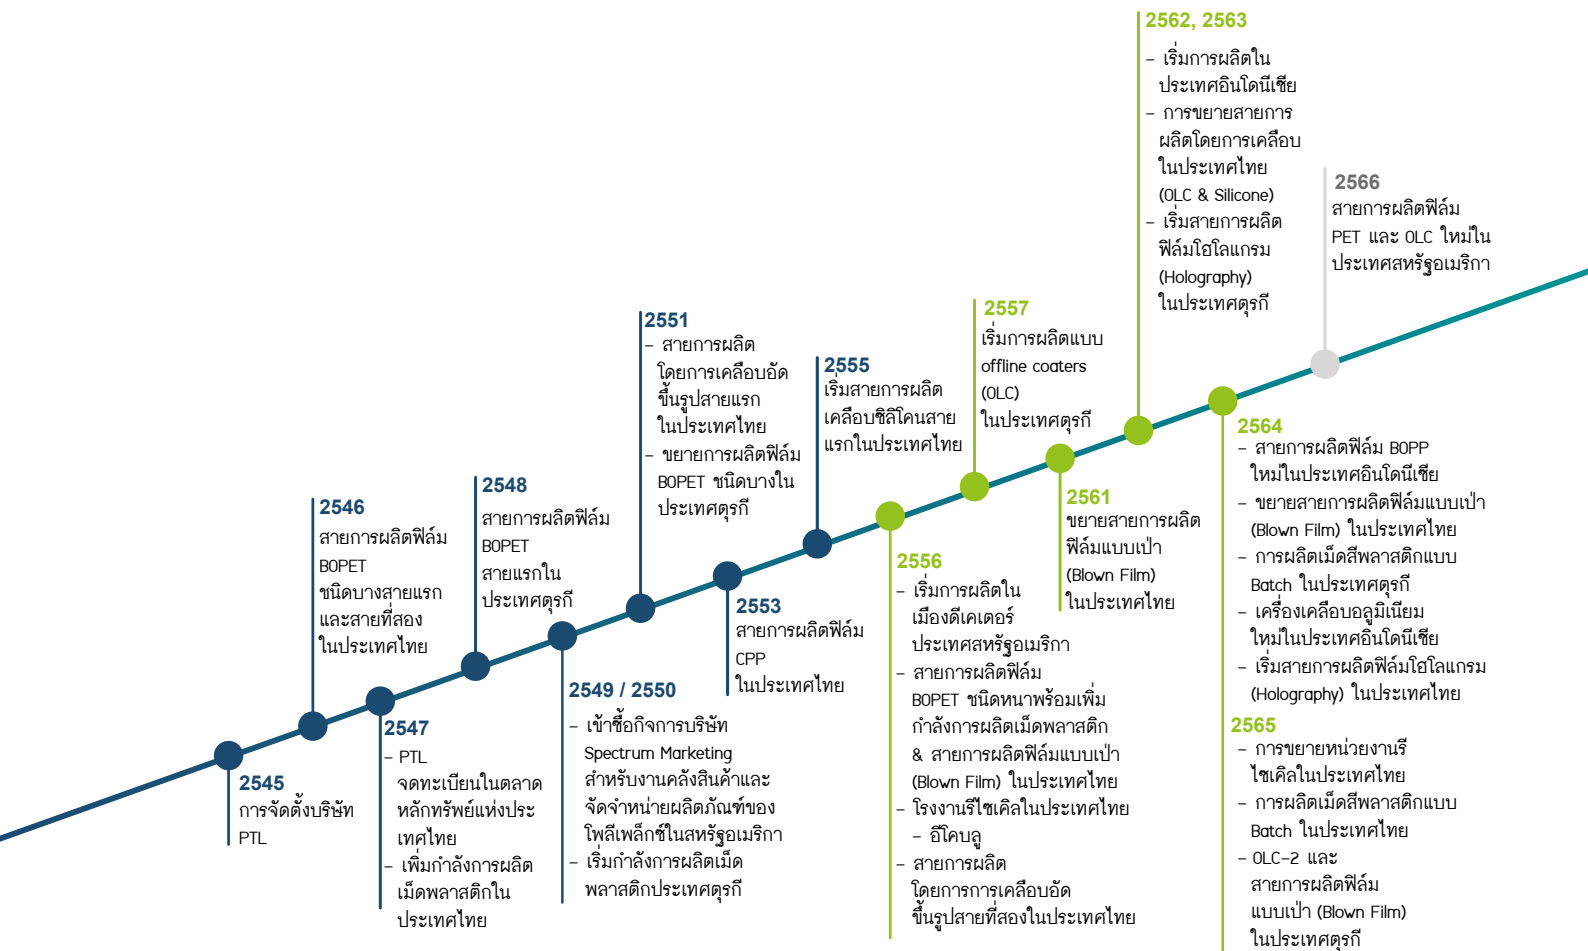 2545
การจัดตั้งบริษัท
PTL
2546
สายการผลิตฟิล์ม
BOPET
ชนิดบางสายแรก
และสายที่สอง
ในประเทศไทย
2547
- PTL
จดทะเบียนในตลาด
หลักทรัพย์แห่งประ
เทศไทย
- เพิ่มกำลังการผลิต
เม็ดพลาสติกใน
ประเทศไทย
2548
สายการผลิตฟิล์ม
BOPET
สายแรกใน
ประเทศตุรกี
2549 / 2550
- เข้าซื้อกิจการบริษัท
Spectrum Marketing
สำหรับงานคลังสินค้าและ
จัดจำหน่ายผลิตภัณฑ์ของ
โพลีเพล็กซ์ในสหรัฐอเมริกา
- เริ่มกำลังการผลิตเม็ด
พลาสติกประเทศตุรกี
2551
- สายการผลิต
โดยการเคลือบอัด
ขึ้นรูปสายแรก
ในประเทศไทย
- ขยายการผลิตฟิล์ม
BOPET ชนิดบางใน
ประเทศตุรกี
2553
สายการผลิตฟิล์ม
CPP
ในประเทศไทย
2555
เริ่มสายการผลิต
เคลือบซิลิโคนสาย
แรกในประเทศไทย
2556
- เริ่มการผลิตใน
เมืองดีเคเตอร์
ประเทศสหรัฐอเมริกา
- สายการผลิตฟิล์ม
BOPET ชนิดหนาพร้อมเพิ่ม
กำลังการผลิตเม็ดพลาสติก
& สายการผลิตฟิล์มแบบเป่า
(Blown Film) ในประเทศไทย
- โรงงานรีไซเคิลในประเทศไทย
- อีโคบลู
- สายการผลิต
โดยการการเคลือบอัด
ขึ้นรูปสายที่สองในประเทศไทย
2557
เริ่มการผลิตแบบ
offline coaters
(OLC)
ในประเทศตุรกี
2561
ขยายสายการผลิต
ฟิล์มแบบเป่า
(Blown Film)
ในประเทศไทย
2562, 2563
- เริ่มการผลิตใน
ประเทศอินโดนีเซีย
- การขยายสายการ
ผลิตโดยการเคลือบ
ในประเทศไทย
(OLC & Silicone)
- เริ่มสายการผลิต
ฟิล์มโฮโลแกรม
(Holography)
ในประเทศตุรกี
2564
- สายการผลิตฟิล์ม BOPP
ใหม่ในประเทศอินโดนีเซีย
- ขยายสายการผลิตฟิล์มแบบเป่า
(Blown Film) ในประเทศไทย
- การผลิตเม็ดสีพลาสติกแบบ
Batch ในประเทศตุรกี
- เครื่องเคลือบอลูมิเนียม
ใหม่ในประเทศอินโดนีเซีย
- เริ่มสายการผลิตฟิล์มโฮโลแกรม
(Holography) ในประเทศไทย
2565
- การขยายหน่วยงานรี
ไซเคิลในประเทศไทย
- การผลิตเม็ดสีพลาสติกแบบ
Batch ในประเทศไทย
- OLC-2 และ
สายการผลิตฟิล์ม
แบบเป่า (Blown Film)
ในประเทศตุรกี
2566
สายการผลิตฟิล์ม
PET และ OLC ใหม่ใน
ประเทศสหรัฐอเมริกา